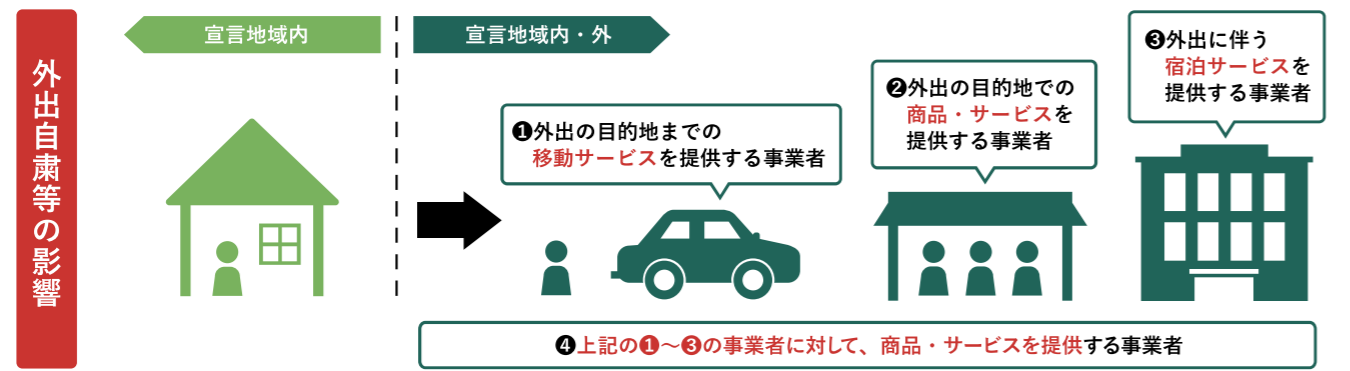 外出自粛等の影響
宣言地域内
宣言地域内・外
❶外出の目的地までの
移動サービスを提供する事業者
❷外出の目的地での
商品・サービスを
提供する事業者
❸外出に伴う
宿泊サービスを
提供する事業者
❹上記の❶～❸の事業者に対して、商品・サービスを提供する事業者